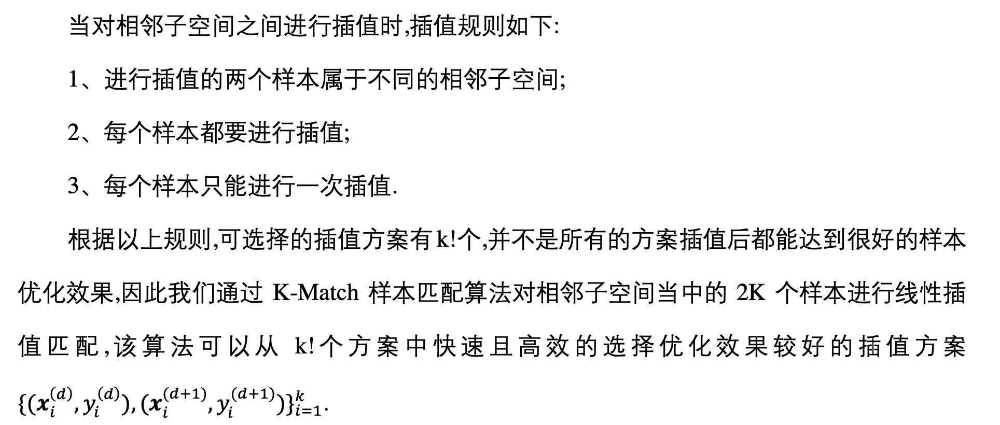 当对相邻子空间之间进行插值时,插值规则如下:
1、进行插值的两个样本属于不同的相邻子空间;
2、每个样本都要进行插值;
3、每个样本只能进行一次插值.
根据以上规则,可选择的插值方案有 k!个,并不是所有的方案插值后都能达到很好的样本
优化效果,因此我们通过 K-Match 样本匹配算法对相邻子空间当中的 2K 个样本进行线性插
值匹配,该算法可以从 k!个方案中快速且高效的选择优化效果较好的插值方案
$\{(\boldsymbol{x}_i^{(d)}, y_i^{(d)}), (\boldsymbol{x}_i^{(d+1)}, y_i^{(d+1)})\}_{i=1}^{k}$.